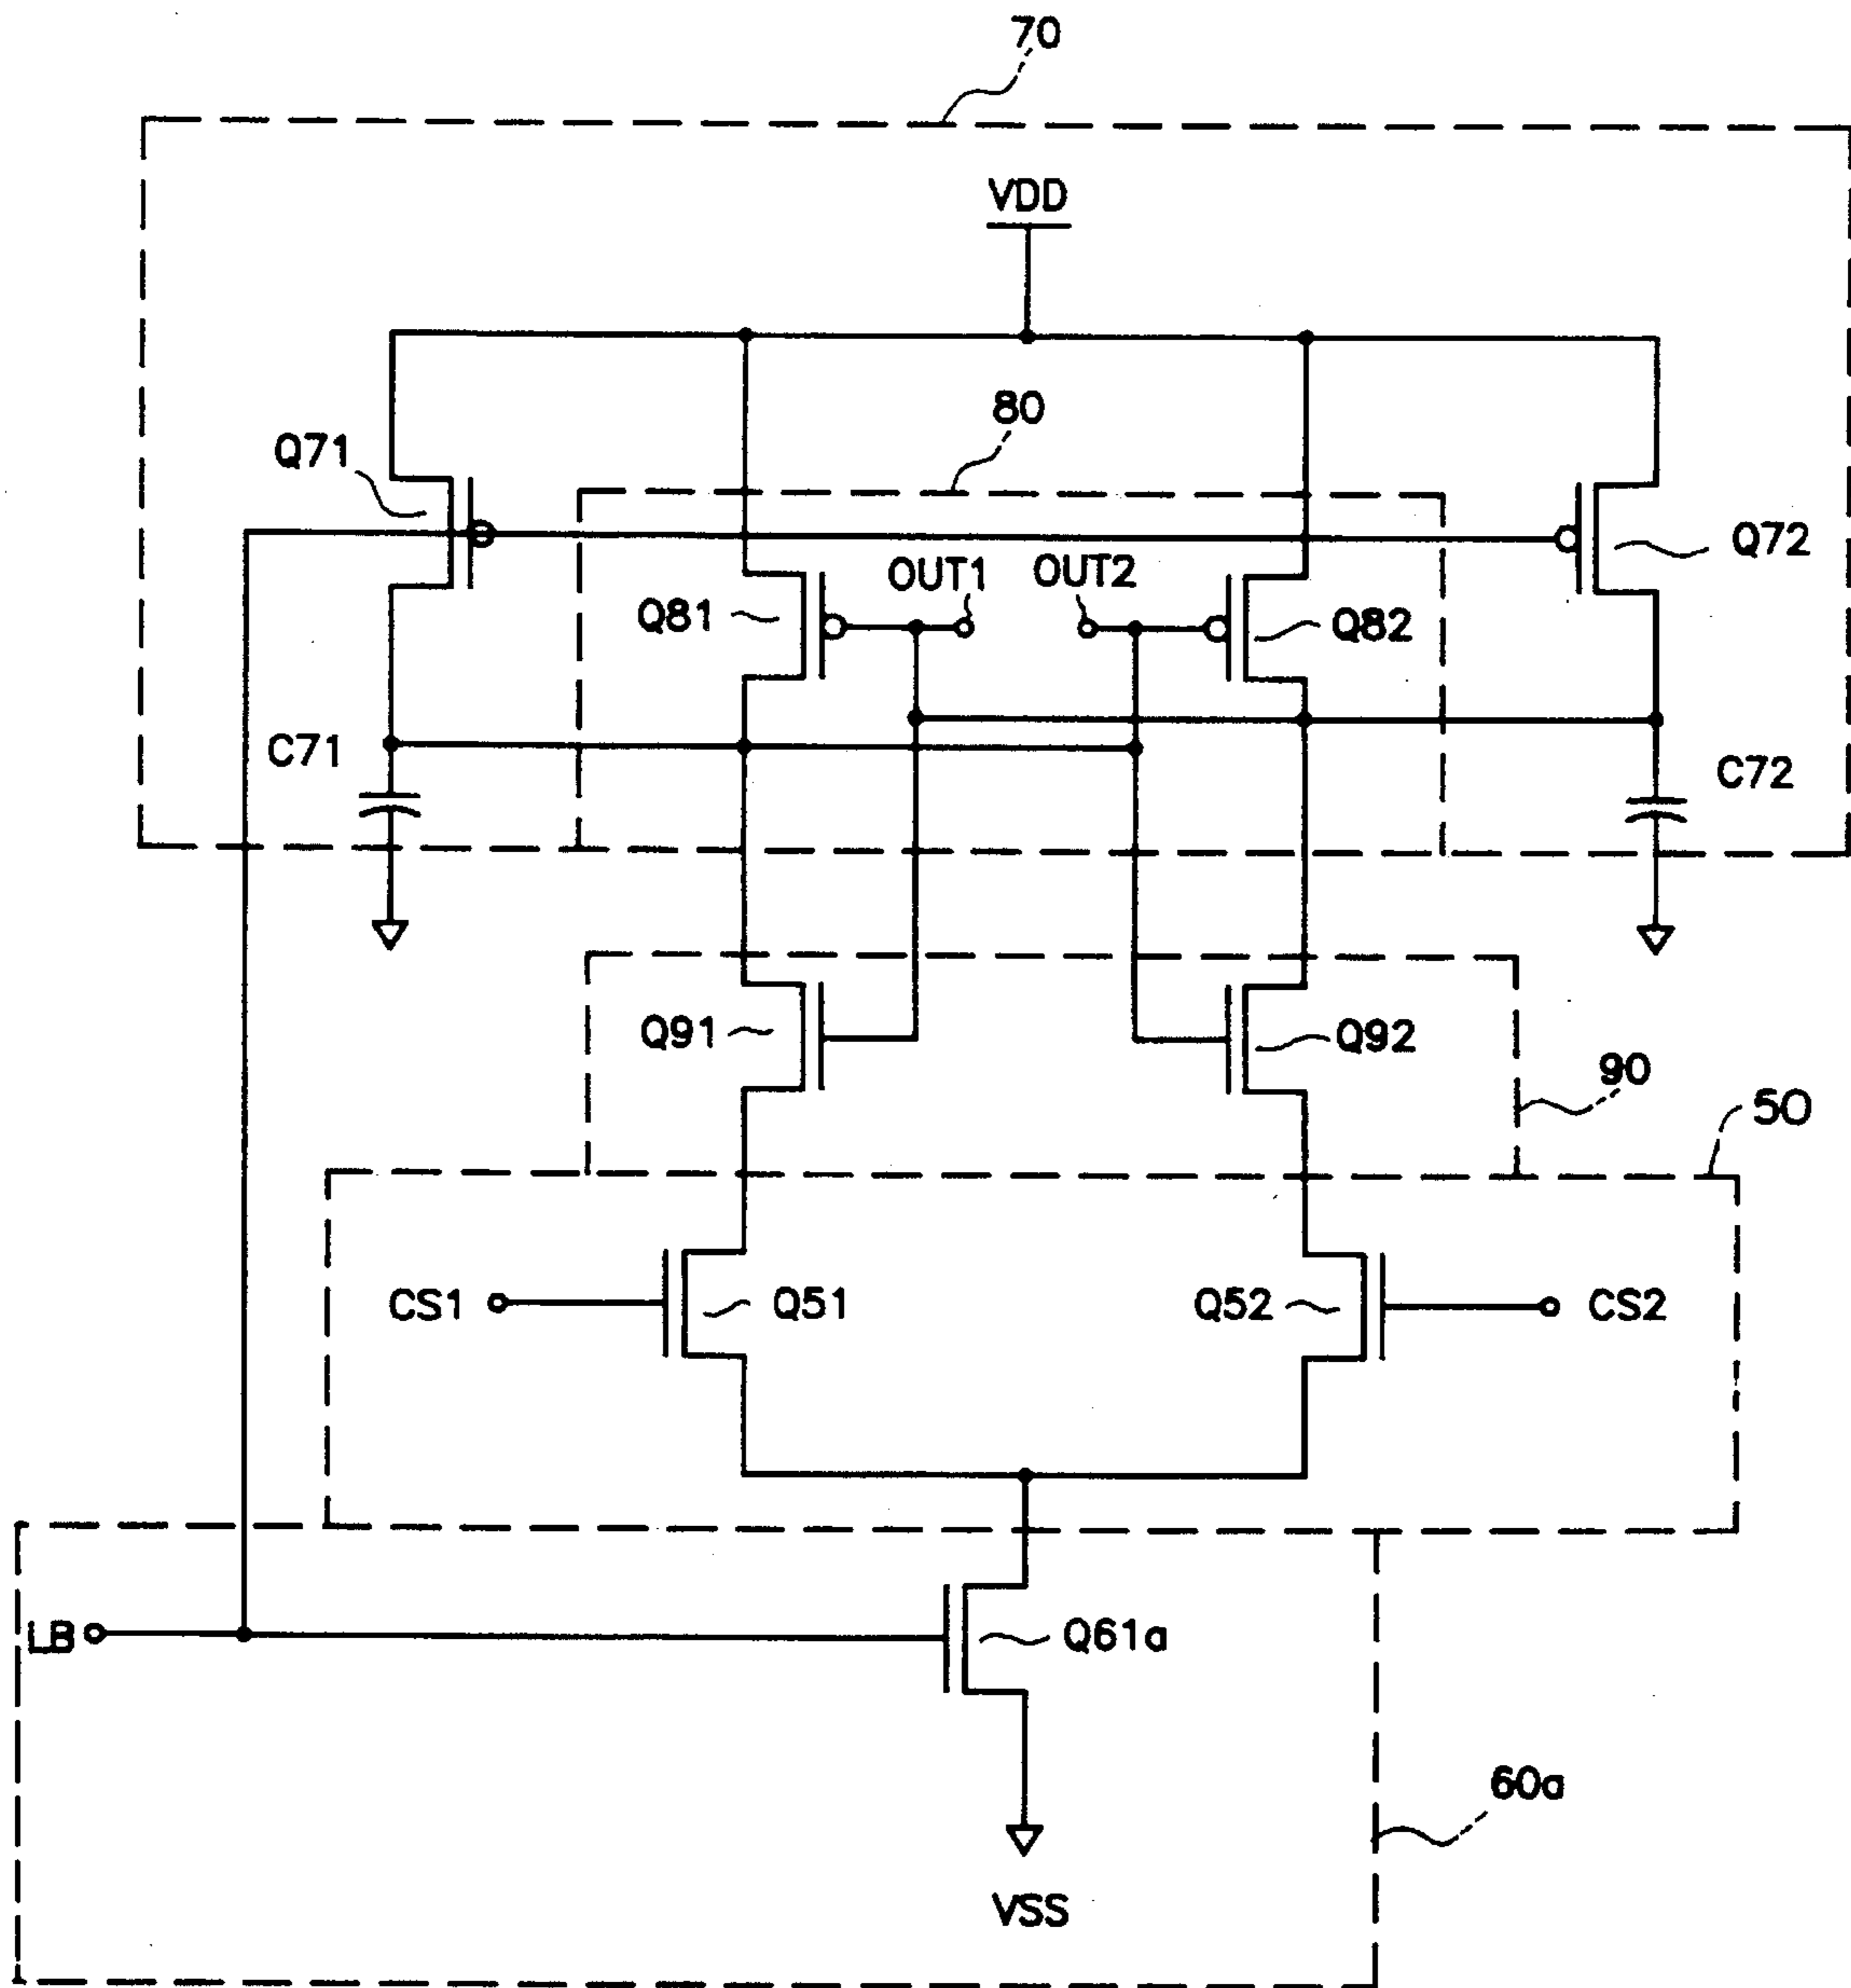 70
VDD
80
Q71
Q72
OUT1
OUT2
Q81
Q82
C71
C72
Q91
Q92
90
50
CS1
Q51
Q52
CS2
LB
Q61a
60a
VSS